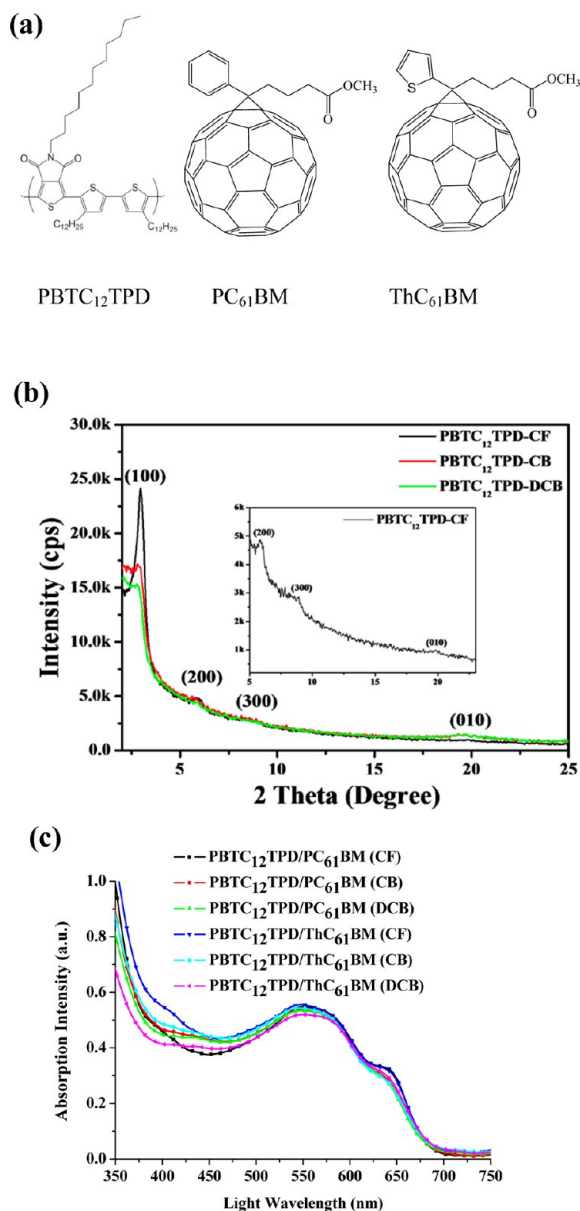 (a)
OCH3
O
S
OCH3
O
O N O
S S S
C12H25 C12H25
PBTC12TPD PC61BM ThC61BM
(b)
30.0k
25.0k
20.0k
15.0k
10.0k
5.0k
0.0
Intensity (cps)
PBTC12TPD-CF
PBTC12TPD-CB
PBTC12TPD-DCB
(100)
(200)
(300)
(010)
6k
5k
4k
3k
2k
1k
PBTC12TPD-CF
(200)
(300)
(010)
5 10 15 20
5 10 15 20 25
2 Theta (Degree)
(c)
PBTC12TPD/PC61BM (CF)
PBTC12TPD/PC61BM (CB)
PBTC12TPD/PC61BM (DCB)
PBTC12TPD/ThC61BM (CF)
PBTC12TPD/ThC61BM (CB)
PBTC12TPD/ThC61BM (DCB)
1.0
0.8
0.6
0.4
0.2
0.0
Absorption Intensity (a.u.)
350 400 450 500 550 600 650 700 750
Light Wavelength (nm)